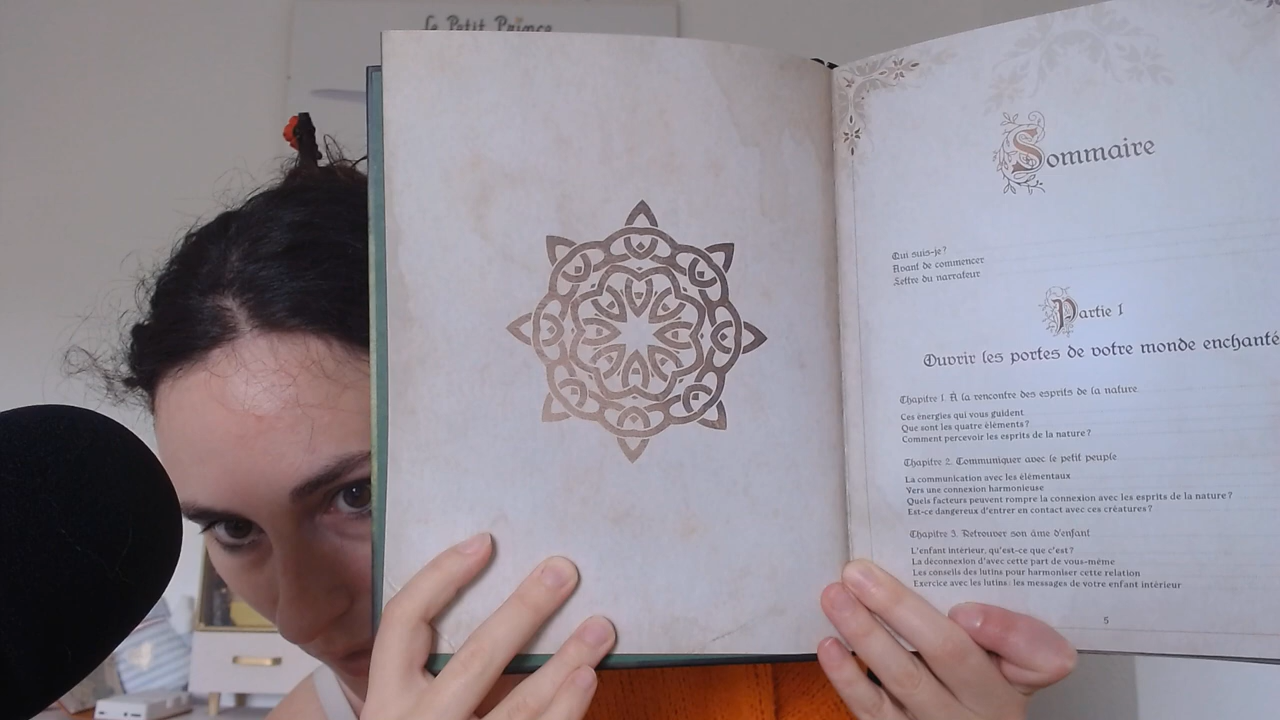 Le Petit Prince
Sommaire
Qui suis-je?
Avant de commencer
Lettre du narrateur
Partie 1
Ouvrir les portes de votre monde enchanté
Chapitre 1. À la rencontre des esprits de la nature
Ces énergies qui vous guident
Que sont les quatre éléments?
Comment percevoir les esprits de la nature?
Chapitre 2. Communiquer avec le petit peuple
La communication avec les élémentaux
Vers une connexion harmonieuse
Quels facteurs peuvent rompre la connexion avec les esprits de la nature?
Est-ce dangereux d'entrer en contact avec ces créatures?
Chapitre 3. Retrouver son âme d'enfant
L'enfant intérieur, qu'est-ce que c'est?
La déconnexion d'avec cette part de vous-même
Les conseils des lutins pour harmoniser cette relation
Exercice avec les lutins : les messages de votre enfant intérieur
5